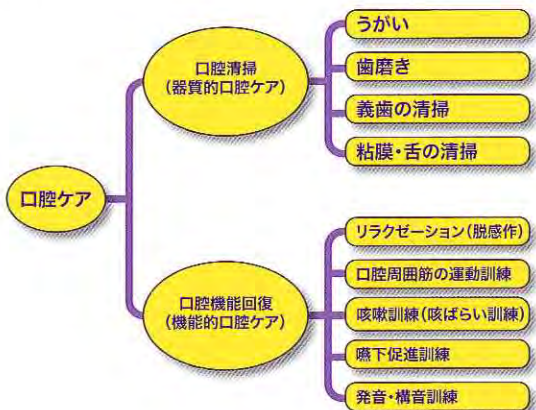 口腔ケア
口腔清掃
(器質的口腔ケア)
うがい
歯磨き
義歯の清掃
粘膜・舌の清掃
口腔機能回復
(機能的口腔ケア)
リラクゼーション(脱感作)
口腔周囲筋の運動訓練
咳嗽訓練(咳ばらい訓練)
嚥下促進訓練
発音・構音訓練